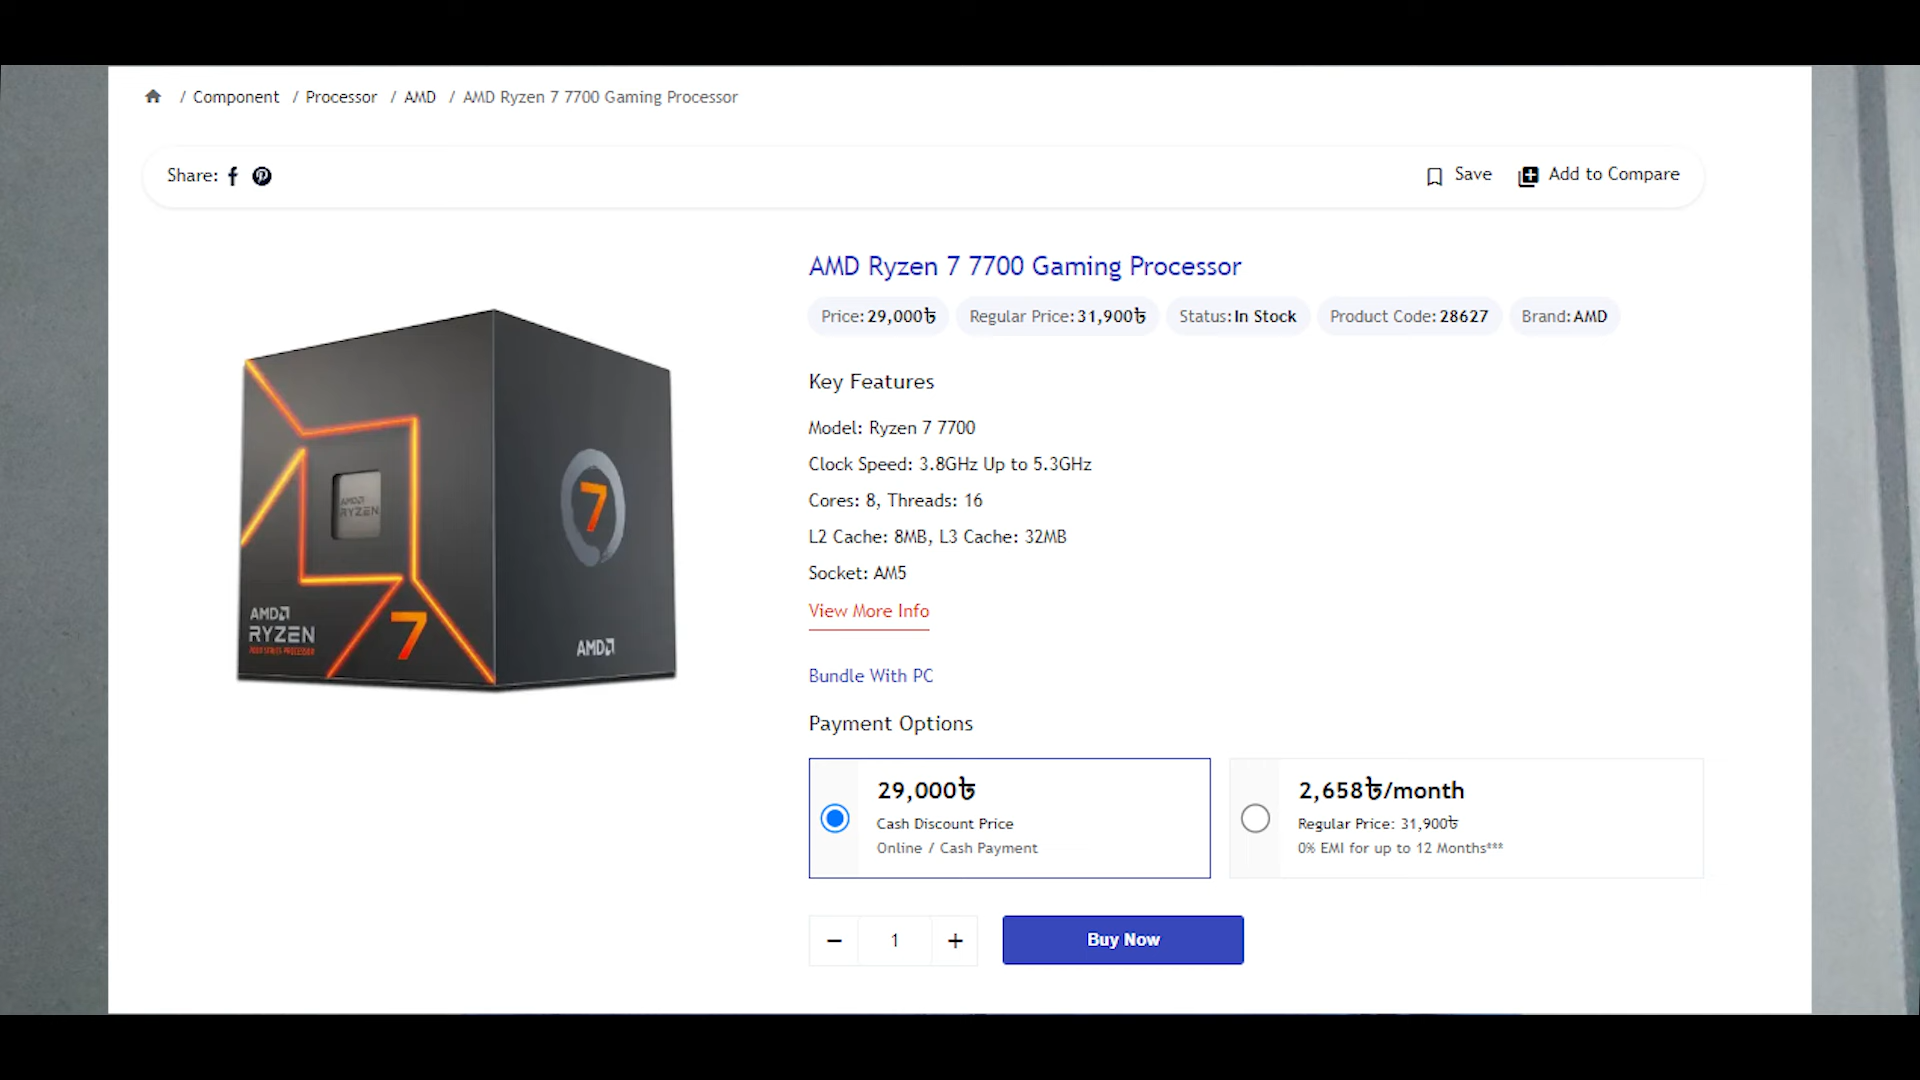 / Component / Processor / AMD / AMD Ryzen 7 7700 Gaming Processor
Share:
Save
Add to Compare
AMD Ryzen 7 7700 Gaming Processor
Price: 29,000৳
Regular Price: 31,900৳
Status: In Stock
Product Code: 28627
Brand: AMD
Key Features
Model: Ryzen 7 7700
Clock Speed: 3.8GHz Up to 5.3GHz
Cores: 8, Threads: 16
L2 Cache: 8MB, L3 Cache: 32MB
Socket: AM5
View More Info
Bundle With PC
Payment Options
29,000৳
Cash Discount Price
Online / Cash Payment
2,658৳/month
Regular Price: 31,900৳
0% EMI for up to 12 Months***
− 1 +
Buy Now
AMD
RYZEN
7
AMD
RYZEN
7000 SERIES PROCESSOR
7
AMD